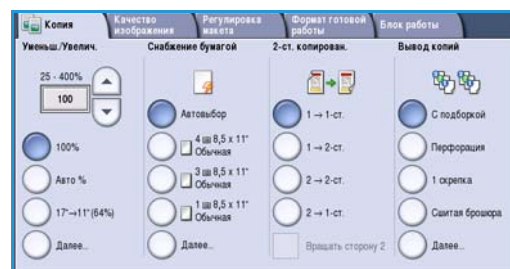 Копия
Качество
изображения
Регулировка
макета
Формат готовой
работы
Блок работы
Уменьш./Увелич.
25 - 400%
100
100%
Авто %
17"→11" (64%)
Далее...
Снабжение бумагой
Автовыбор
4 8,5 x 11"
Обычная
3 8,5 x 11"
Обычная
1 8,5 x 11"
Обычная
Далее...
2-ст. копирован.
1 → 1-ст.
1 → 2-ст.
2 → 2-ст.
2 → 1-ст.
Вращать сторону 2
Вывод копий
С подборкой
Перфорация
1 скрепка
Сшитая брошюра
Далее...